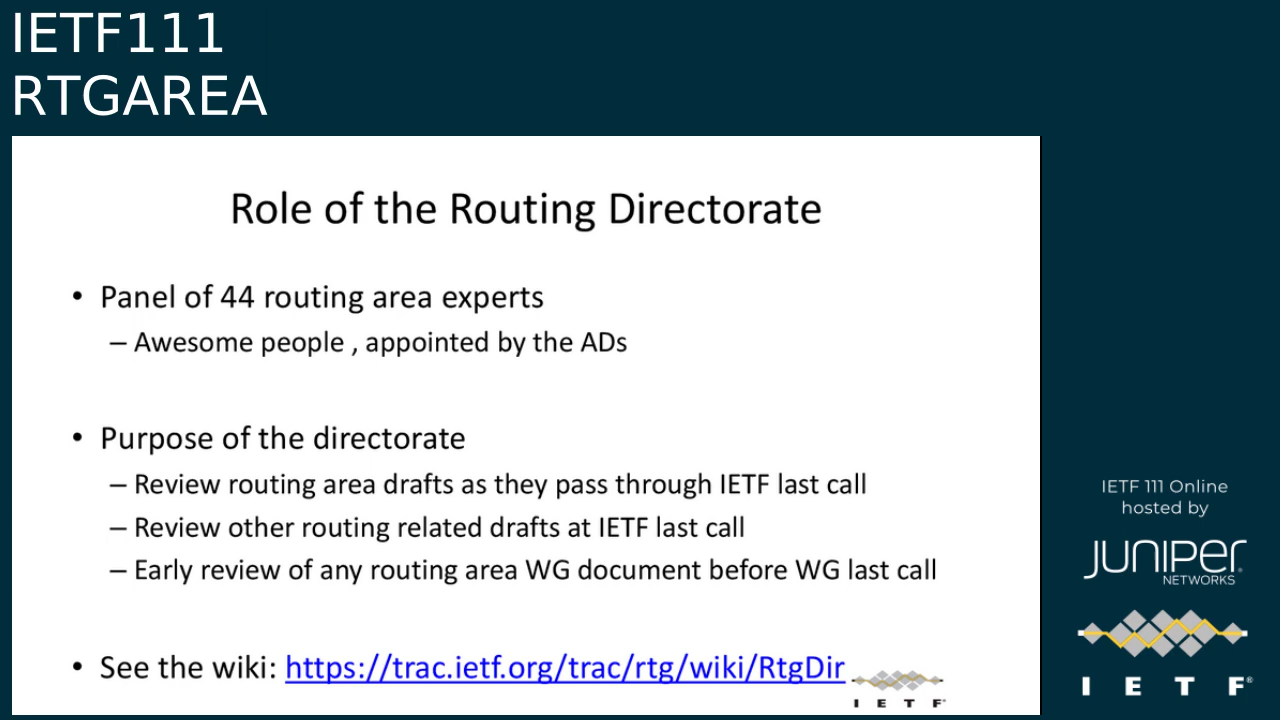 IETF111
RTGAREA
Role of the Routing Directorate
• Panel of 44 routing area experts
– Awesome people , appointed by the ADs
• Purpose of the directorate
– Review routing area drafts as they pass through IETF last call
– Review other routing related drafts at IETF last call
– Early review of any routing area WG document before WG last call
• See the wiki: https://trac.ietf.org/trac/rtg/wiki/RtgDir
I E T F®
IETF 111 Online
hosted by
JUNIPER
NETWORKS
I E T F®